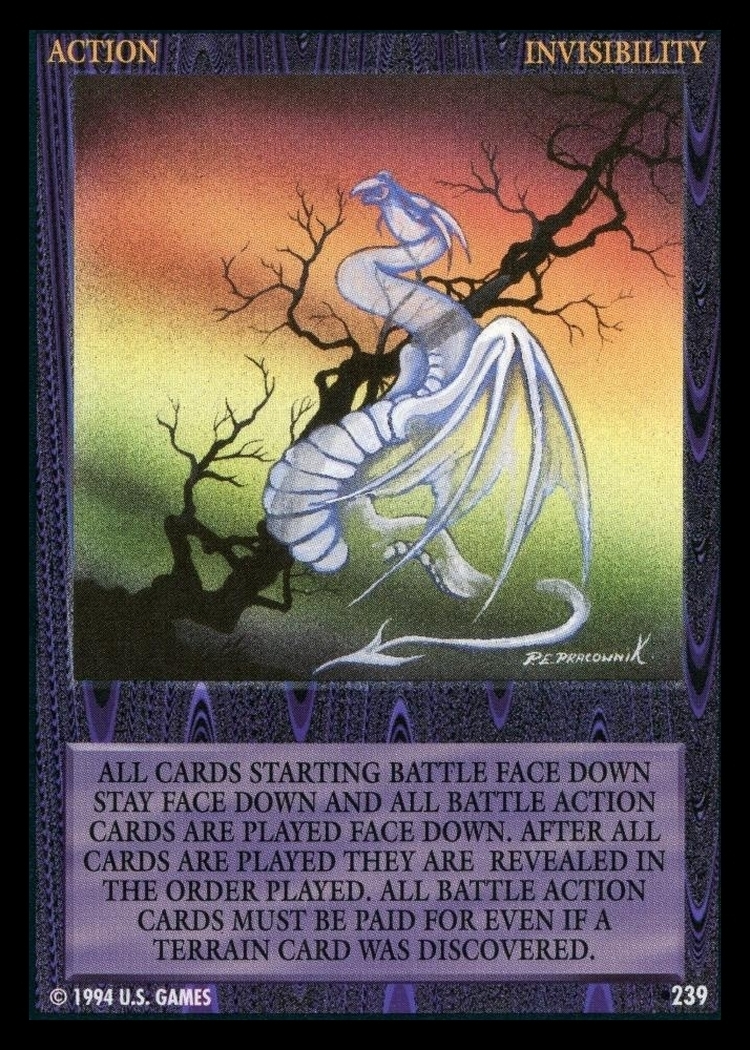 ACTION INVISIBILITY
P.E. PRACOWNIK
ALL CARDS STARTING BATTLE FACE DOWN
STAY FACE DOWN AND ALL BATTLE ACTION
CARDS ARE PLAYED FACE DOWN. AFTER ALL
CARDS ARE PLAYED THEY ARE REVEALED IN
THE ORDER PLAYED. ALL BATTLE ACTION
CARDS MUST BE PAID FOR EVEN IF A
TERRAIN CARD WAS DISCOVERED.
© 1994 U.S. GAMES 239